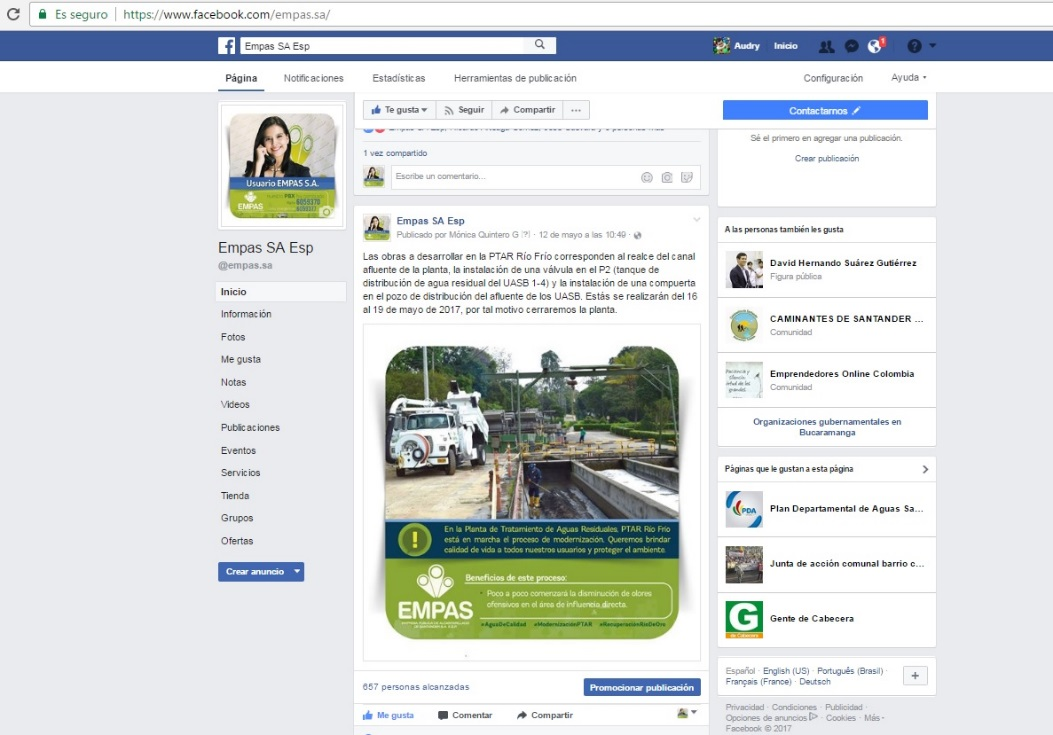 Es seguro | https://www.facebook.com/empas.sa/
Empas SA Esp
Audry Inicio 1
Página Notificaciones Estadísticas Herramientas de publicación Configuración Ayuda
Te gusta Seguir Compartir ...
1 vez compartido
Escribe un comentario...
Contactarnos
Sé el primero en agregar una publicación.
Crear publicación
Usuario EMPAS S.A.
EMPAS
Empas SA Esp
@empas.sa
Inicio
Información
Fotos
Me gusta
Notas
Videos
Publicaciones
Eventos
Servicios
Tienda
Grupos
Ofertas
Crear anuncio
Empas SA Esp
Publicado por Mónica Quintero G [?] · 12 de mayo a las 10:49 ·
Las obras a desarrollar en la PTAR Río Frío corresponden al realce del canal
afluente de la planta, la instalación de una válvula en el P2 (tanque de
distribución de agua residual del UASB 1-4) y la instalación de una compuerta
en el pozo de distribución del afluente de los UASB. Estás se realizarán del 16
al 19 de mayo de 2017, por tal motivo cerraremos la planta.
!
En la Planta de Tratamiento de Aguas Residuales, PTAR Río Frío
está en marcha el proceso de modernización. Queremos brindar
calidad de vida a todos nuestros usuarios y proteger el ambiente.
EMPAS
Beneficios de este proceso:
· Poco a poco comenzará la disminución de olores
ofensivos en el área de influencia directa.
#AguaDeCalidad #ModernizaciónPTAR #RecuperaciónRíoDeOro
657 personas alcanzadas
Promocionar publicación
Me gusta Comentar Compartir
A las personas también les gusta
David Hernando Suárez Gutiérrez
Figura pública
CAMINANTES DE SANTANDER ...
Comunidad
Emprendedores Online Colombia
Comunidad
Organizaciones gubernamentales en
Bucaramanga
Páginas que le gustan a esta página
PDA
Plan Departamental de Aguas Sa...
Junta de acción comunal barrio c...
G
de Cabecera
Gente de Cabecera
Español · English (US) · Português (Brasil) ·
Français (France) · Deutsch
+
Privacidad · Condiciones · Publicidad ·
Opciones de anuncios · Cookies · Más
Facebook © 2017